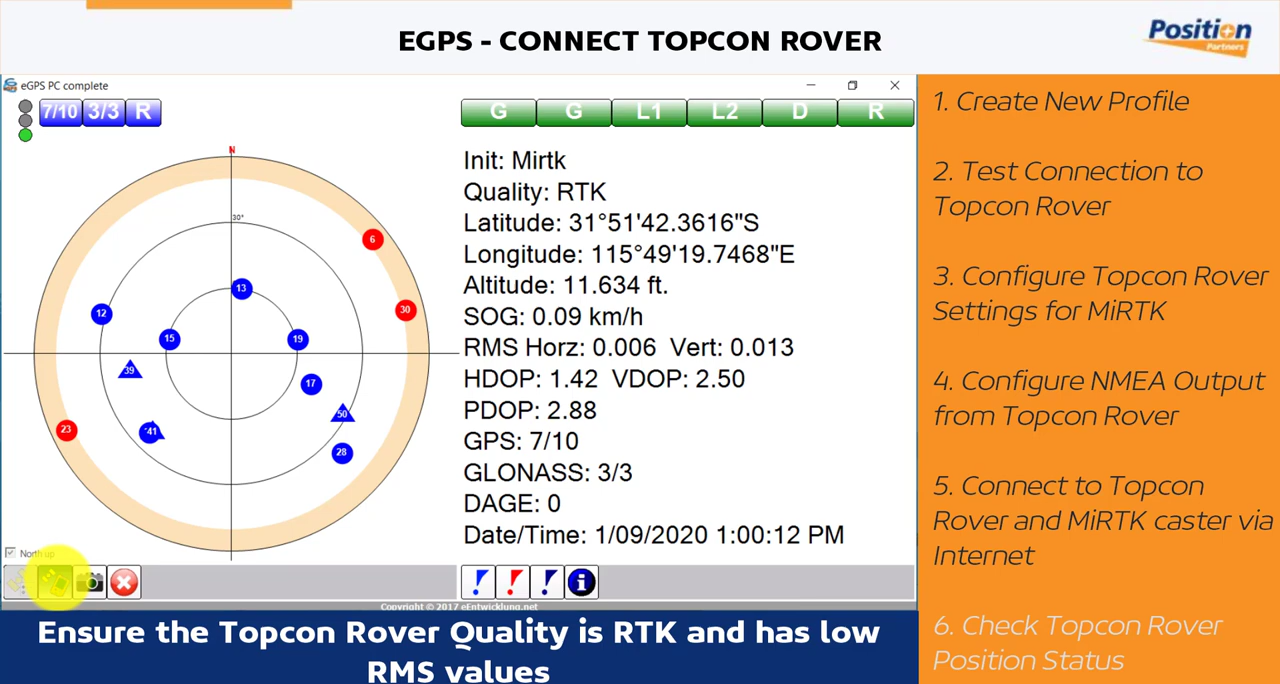 EGPS - CONNECT TOPCON ROVER
Position
Partners
eGPS PC complete
7/10 3/3 R
G G L1 L2 D R
N
30°
6
13
30
12
15
19
39
17
50
23
41
28
North up
Init: Mirtk
Quality: RTK
Latitude: 31°51'42.3616"S
Longitude: 115°49'19.7468"E
Altitude: 11.634 ft.
SOG: 0.09 km/h
RMS Horz: 0.006 Vert: 0.013
HDOP: 1.42 VDOP: 2.50
PDOP: 2.88
GPS: 7/10
GLONASS: 3/3
DAGE: 0
Date/Time: 1/09/2020 1:00:12 PM
Copyright © 2017 eEntwicklung.net
Ensure the Topcon Rover Quality is RTK and has low
RMS values
1. Create New Profile
2. Test Connection to
Topcon Rover
3. Configure Topcon Rover
Settings for MiRTK
4. Configure NMEA Output
from Topcon Rover
5. Connect to Topcon
Rover and MiRTK caster via
Internet
6. Check Topcon Rover
Position Status